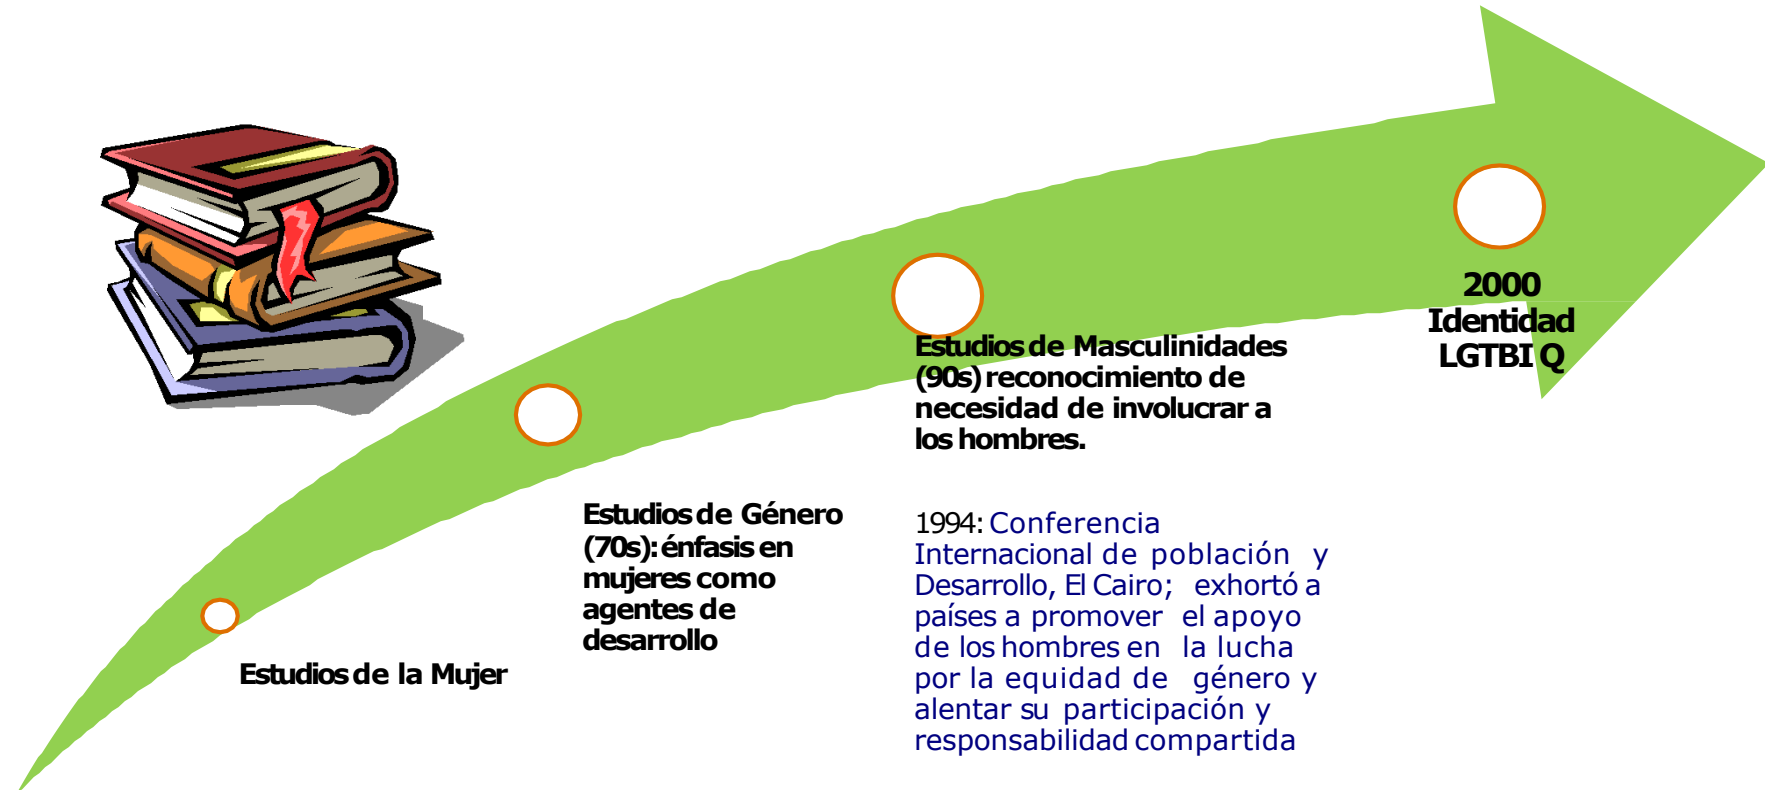 Estudios de la Mujer
Estudios de Género
(70s): énfasis en
mujeres como
agentes de
desarrollo
Estudios de Masculinidades
(90s) reconocimiento de
necesidad de involucrar a
los hombres.
1994: Conferencia
Internacional de población y
Desarrollo, El Cairo; exhortó a
países a promover el apoyo
de los hombres en la lucha
por la equidad de género y
alentar su participación y
responsabilidad compartida
2000
Identidad
LGTBI Q